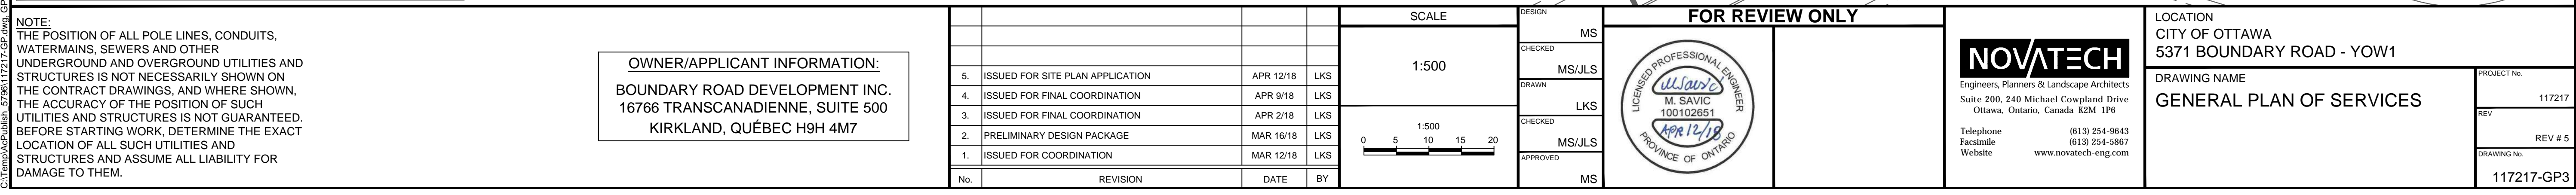 C:\Temp\AcPublish_5796\117217-GP.dwg, GP
NOTE:
THE POSITION OF ALL POLE LINES, CONDUITS,
WATERMAINS, SEWERS AND OTHER
UNDERGROUND AND OVERGROUND UTILITIES AND
STRUCTURES IS NOT NECESSARILY SHOWN ON
THE CONTRACT DRAWINGS, AND WHERE SHOWN,
THE ACCURACY OF THE POSITION OF SUCH
UTILITIES AND STRUCTURES IS NOT GUARANTEED.
BEFORE STARTING WORK, DETERMINE THE EXACT
LOCATION OF ALL SUCH UTILITIES AND
STRUCTURES AND ASSUME ALL LIABILITY FOR
DAMAGE TO THEM.
OWNER/APPLICANT INFORMATION:
BOUNDARY ROAD DEVELOPMENT INC.
16766 TRANSCANADIENNE, SUITE 500
KIRKLAND, QUÉBEC H9H 4M7
5. ISSUED FOR SITE PLAN APPLICATION APR 12/18 LKS
4. ISSUED FOR FINAL COORDINATION APR 9/18 LKS
3. ISSUED FOR FINAL COORDINATION APR 2/18 LKS
2. PRELIMINARY DESIGN PACKAGE MAR 16/18 LKS
1. ISSUED FOR COORDINATION MAR 12/18 LKS
No. REVISION DATE BY
SCALE
1:500
1:500
0 5 10 15 20
DESIGN
MS
CHECKED
MS/JLS
DRAWN
LKS
CHECKED
MS/JLS
APPROVED
MS
FOR REVIEW ONLY
LICENSED PROFESSIONAL ENGINEER
MSavic
M. SAVIC
100102651
APR 12/18
PROVINCE OF ONTARIO
NOVATECH
Engineers, Planners & Landscape Architects
Suite 200, 240 Michael Cowpland Drive
Ottawa, Ontario, Canada K2M 1P6
Telephone (613) 254-9643
Facsimile (613) 254-5867
Website www.novatech-eng.com
LOCATION
CITY OF OTTAWA
5371 BOUNDARY ROAD - YOW1
DRAWING NAME
GENERAL PLAN OF SERVICES
PROJECT No.
117217
REV
REV # 5
DRAWING No.
117217-GP3